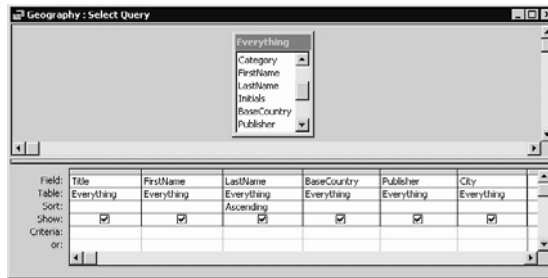 Geography : Select Query
Everything
Category
FirstName
LastName
Initials
BaseCountry
Publisher
Field: Title FirstName LastName BaseCountry Publisher City
Table: Everything Everything Everything Everything Everything Everything
Sort: Ascending
Show:
Criteria:
or: